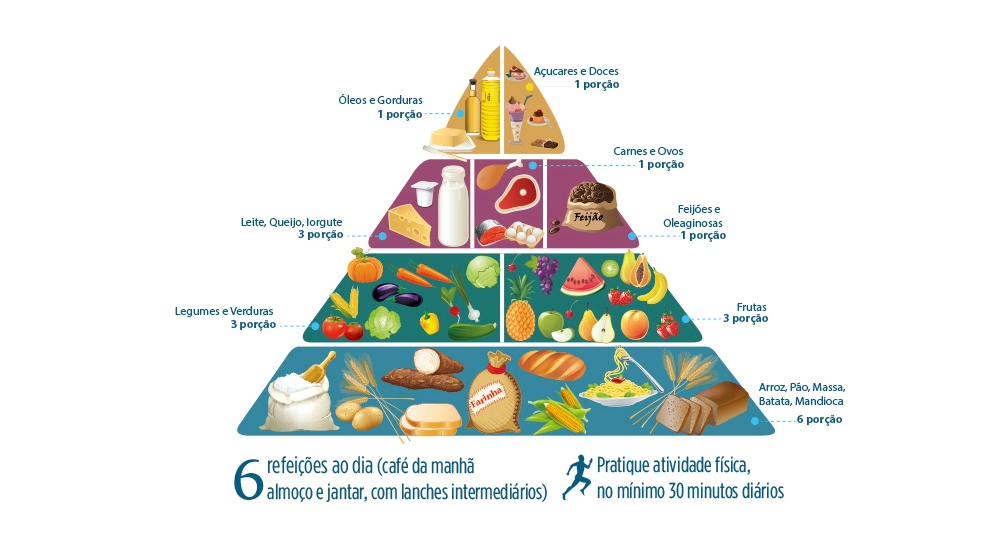 Açucares e Doces
1 porção
Óleos e Gorduras
1 porção
Carnes e Ovos
1 porção
Leite, Queijo, Iorgute
3 porção
Feijões e
Oleaginosas
1 porção
Feijão
Legumes e Verduras
3 porção
Frutas
3 porção
Arroz, Pão, Massa,
Batata, Mandioca
6 porção
Farinha
6 refeições ao dia (café da manhã
almoço e jantar, com lanches intermediários)
Pratique atividade física,
no mínimo 30 minutos diários